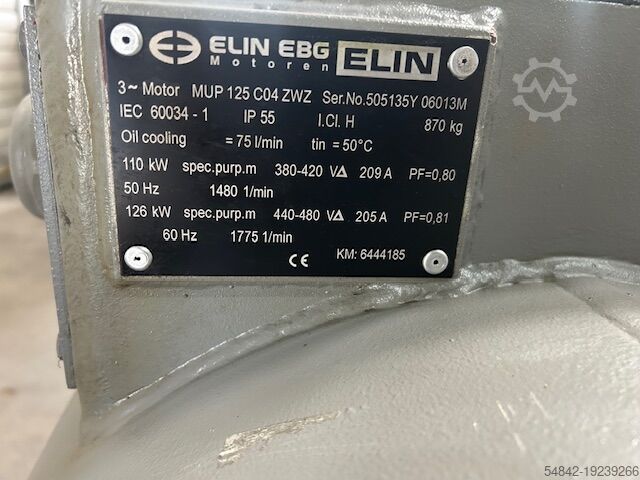 ELIN EBG ELIN
Motoren
3~ Motor MUP 125 C04 ZWZ Ser.No.505135Y 06013M
IEC 60034 - 1 IP 55 I.Cl. H 870 kg
Oil cooling = 75 l/min tin = 50°C
110 kW spec.purp.m 380-420 VΔ 209 A PF=0,80
50 Hz 1480 1/min
126 kW spec.purp.m 440-480 VΔ 205 A PF=0,81
60 Hz 1775 1/min
CE KM: 6444185
54842-19239266